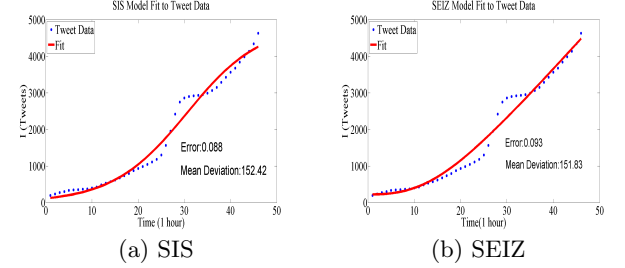 SIS Model Fit to Tweet Data
5000
4000
3000
2000
1000
0
I (Tweets)
Tweet Data
Fit
Error:0.088
Mean Deviation:152.42
0 10 20 30 40 50
Time (1 hour)
(a) SIS
SEIZ Model Fit to Tweet Data
5000
4000
3000
2000
1000
0
I (Tweets)
Tweet Data
Fit
Error:0.093
Mean Deviation:151.83
0 10 20 30 40 50
Time(1 hour)
(b) SEIZ